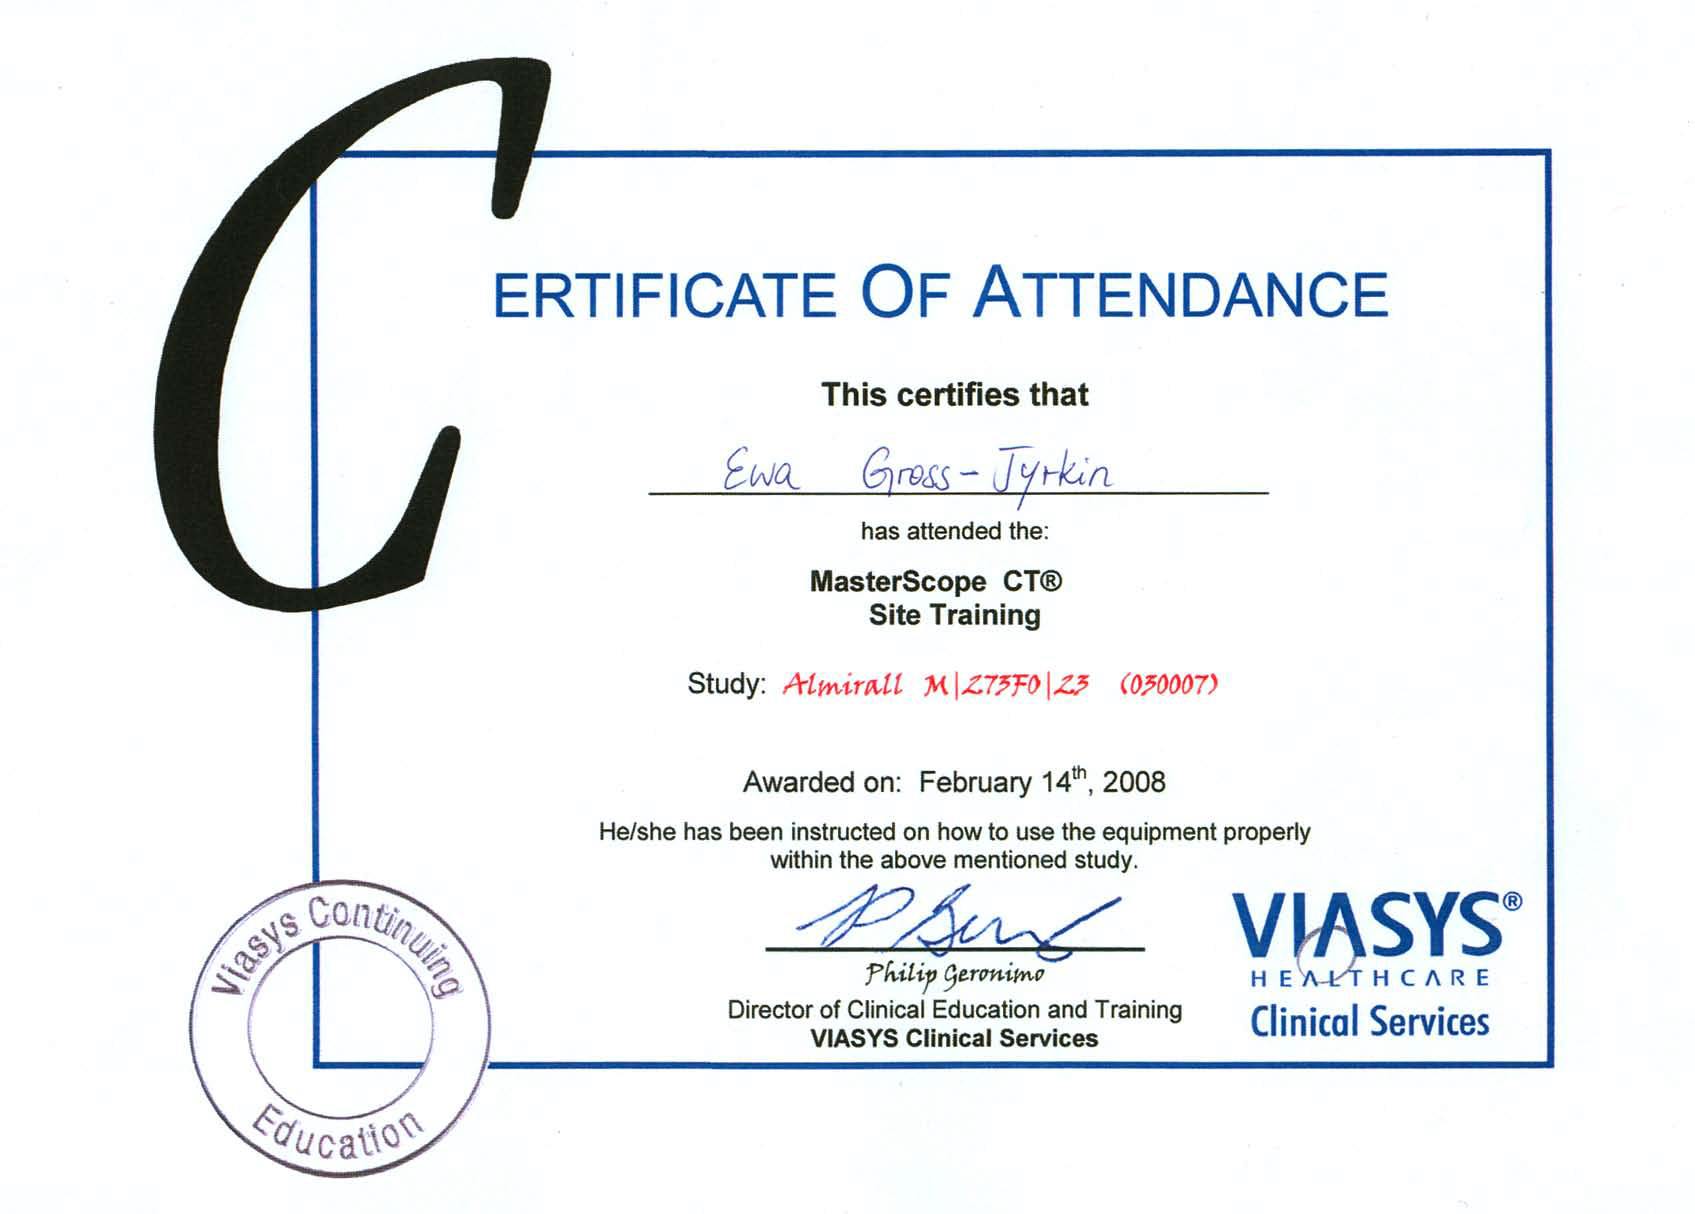 CERTIFICATE OF ATTENDANCE
This certifies that
Ewa Gross-Jyrkin
has attended the:
MasterScope CT®
Site Training
Study: Almirall M|273F0|23 (030007)
Awarded on: February 14th, 2008
He/she has been instructed on how to use the equipment properly
within the above mentioned study.
Philip Geronimo
Director of Clinical Education and Training
VIASYS Clinical Services
VIASYS®
HEALTHCARE
Clinical Services
Viasys Continuing
Education